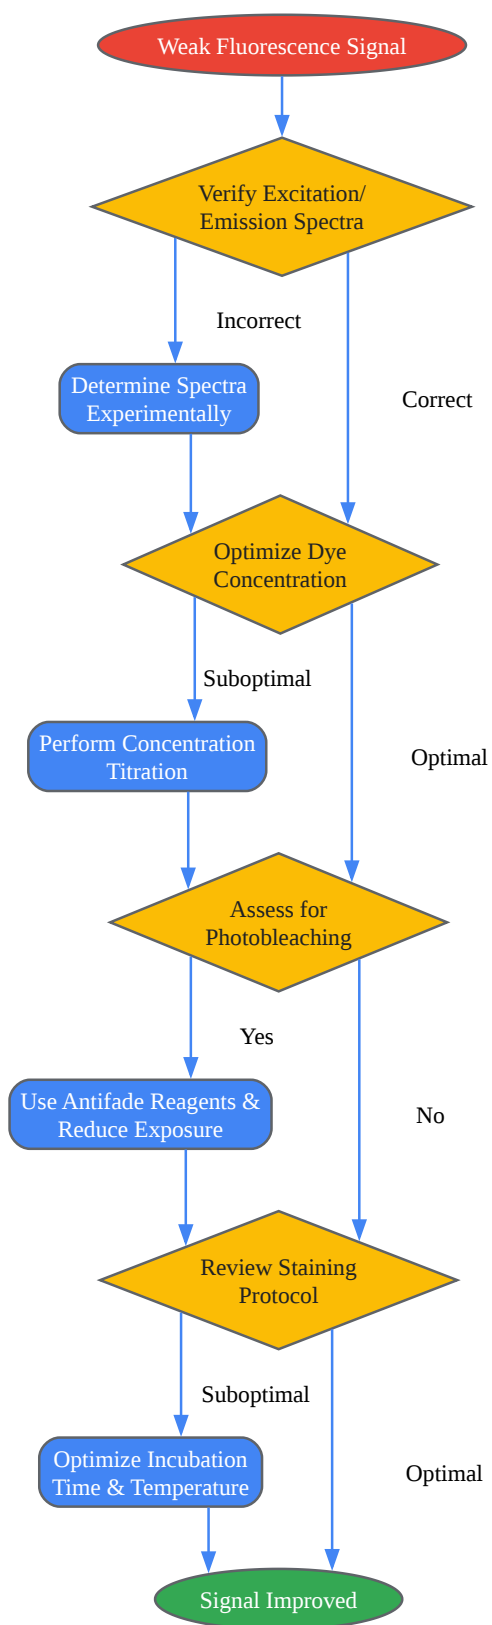 Weak Fluorescence Signal
Verify Excitation/
Emission Spectra
Incorrect
Determine Spectra
Experimentally
Correct
Optimize Dye
Concentration
Suboptimal
Perform Concentration
Titration
Optimal
Assess for
Photobleaching
Yes
Use Antifade Reagents &
Reduce Exposure
No
Review Staining
Protocol
Suboptimal
Optimize Incubation
Time & Temperature
Optimal
Signal Improved